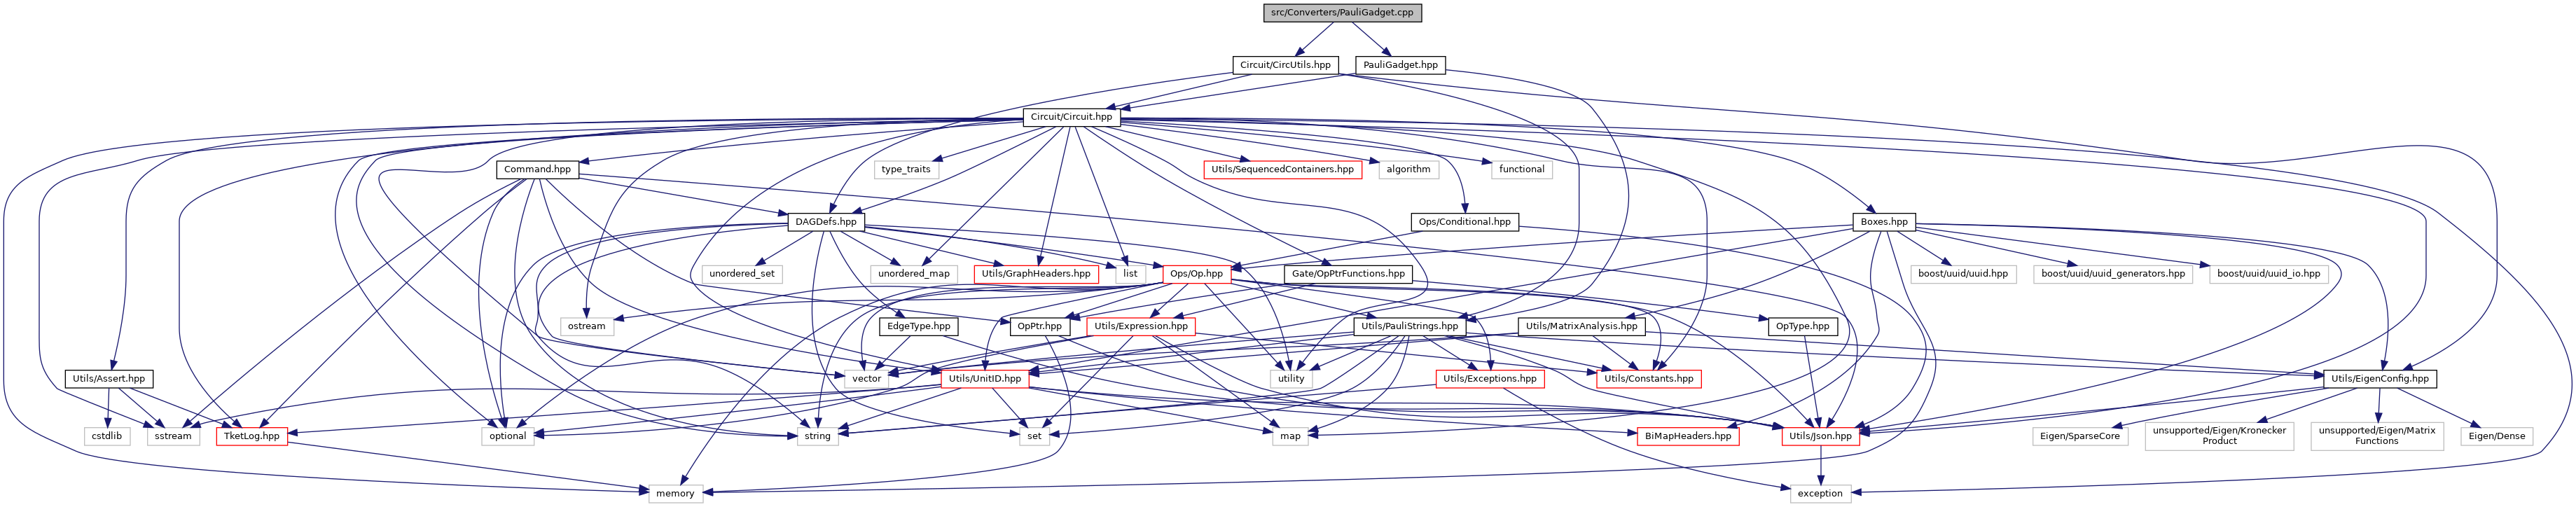 src/Converters/PauliGadget.cpp
Circuit/CircUtils.hpp
PauliGadget.hpp
Circuit/Circuit.hpp
Command.hpp
type_traits
Utils/SequencedContainers.hpp
algorithm
functional
DAGDefs.hpp
Ops/Conditional.hpp
Boxes.hpp
unordered_set
unordered_map
Utils/GraphHeaders.hpp
list
Ops/Op.hpp
Gate/OpPtrFunctions.hpp
boost/uuid/uuid.hpp
boost/uuid/uuid_generators.hpp
boost/uuid/uuid_io.hpp
ostream
EdgeType.hpp
OpPtr.hpp
Utils/Expression.hpp
Utils/PauliStrings.hpp
Utils/MatrixAnalysis.hpp
OpType.hpp
Utils/Assert.hpp
vector
Utils/UnitID.hpp
utility
Utils/Exceptions.hpp
Utils/Constants.hpp
Utils/EigenConfig.hpp
cstdlib
sstream
TketLog.hpp
optional
string
set
map
BiMapHeaders.hpp
Utils/Json.hpp
Eigen/SparseCore
unsupported/Eigen/Kronecker
Product
unsupported/Eigen/Matrix
Functions
Eigen/Dense
memory
exception